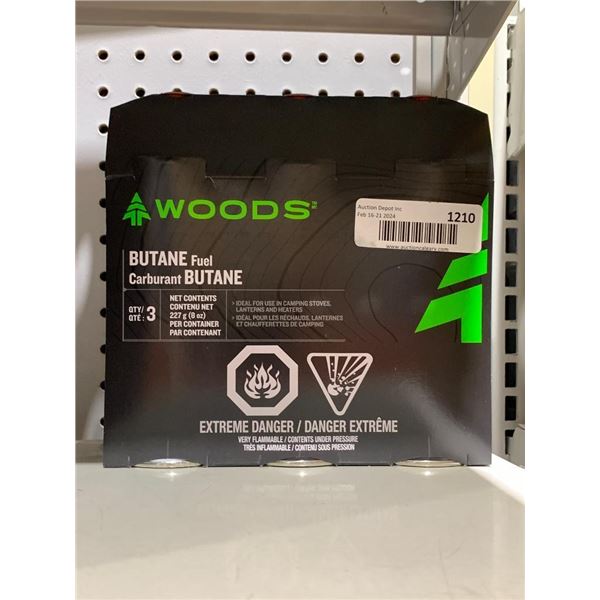 WOODS™
Auction Depot Inc
Feb 16-21 2024
1210
www.auctioncalgary.com
BUTANE Fuel
Carburant BUTANE
QTY/
QTÉ : 3
NET CONTENTS
CONTENU NET
227 g (8 oz)
PER CONTAINER
PAR CONTENANT
› IDEAL FOR USE IN CAMPING STOVES,
LANTERNS AND HEATERS
› IDÉAL POUR LES RÉCHAUDS, LANTERNES
ET CHAUFFERETTES DE CAMPING
EXTREME DANGER / DANGER EXTRÊME
VERY FLAMMABLE / CONTENTS UNDER PRESSURE
TRÈS INFLAMMABLE / CONTENU SOUS PRESSION